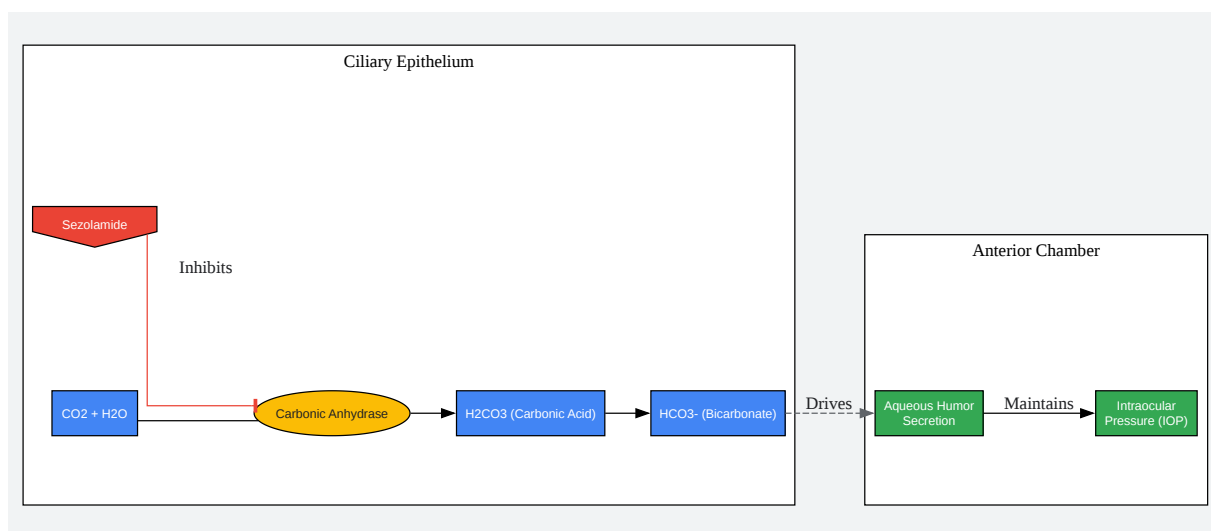 Ciliary Epithelium
Sezolamide
Inhibits
Anterior Chamber
CO2 + H2O
Carbonic Anhydrase
H2CO3 (Carbonic Acid)
HCO3- (Bicarbonate)
Drives
Aqueous Humor
Secretion
Maintains
Intraocular
Pressure (IOP)